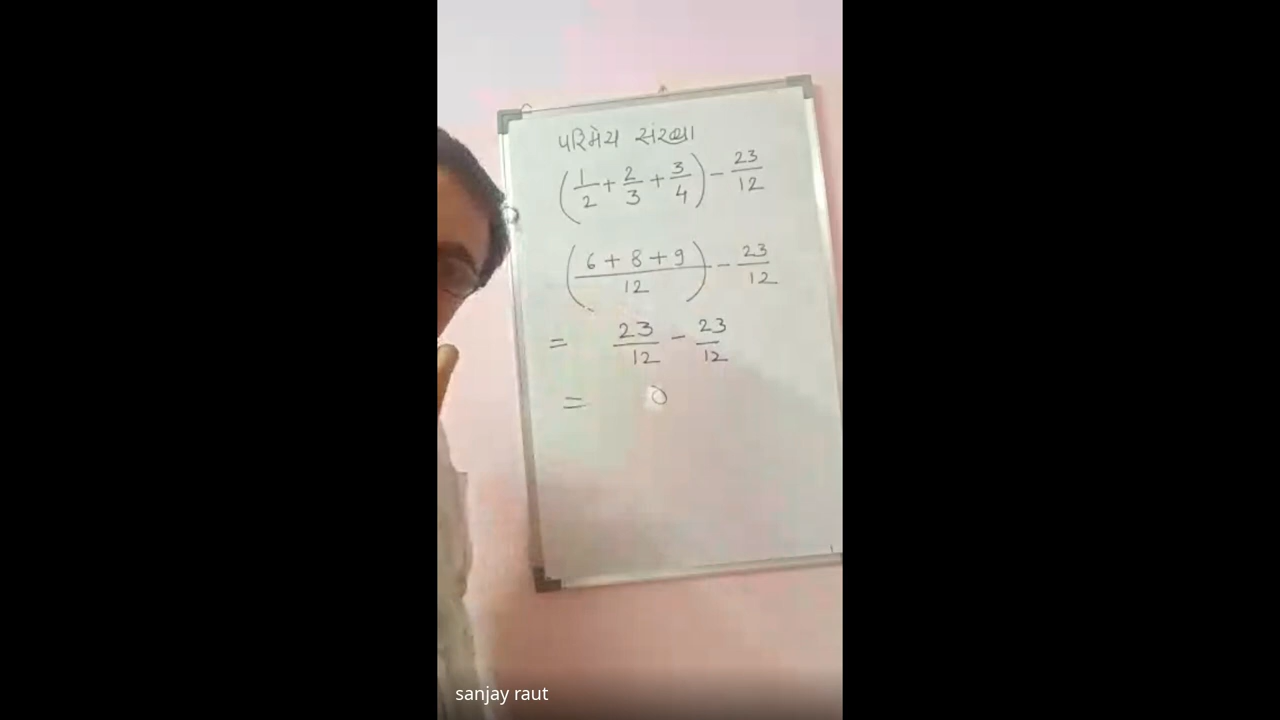 परिमेय संख्या
(1/2 + 2/3 + 3/4) - 23/12
(6 + 8 + 9 / 12) - 23/12
= 23/12 - 23/12
= 0
sanjay raut